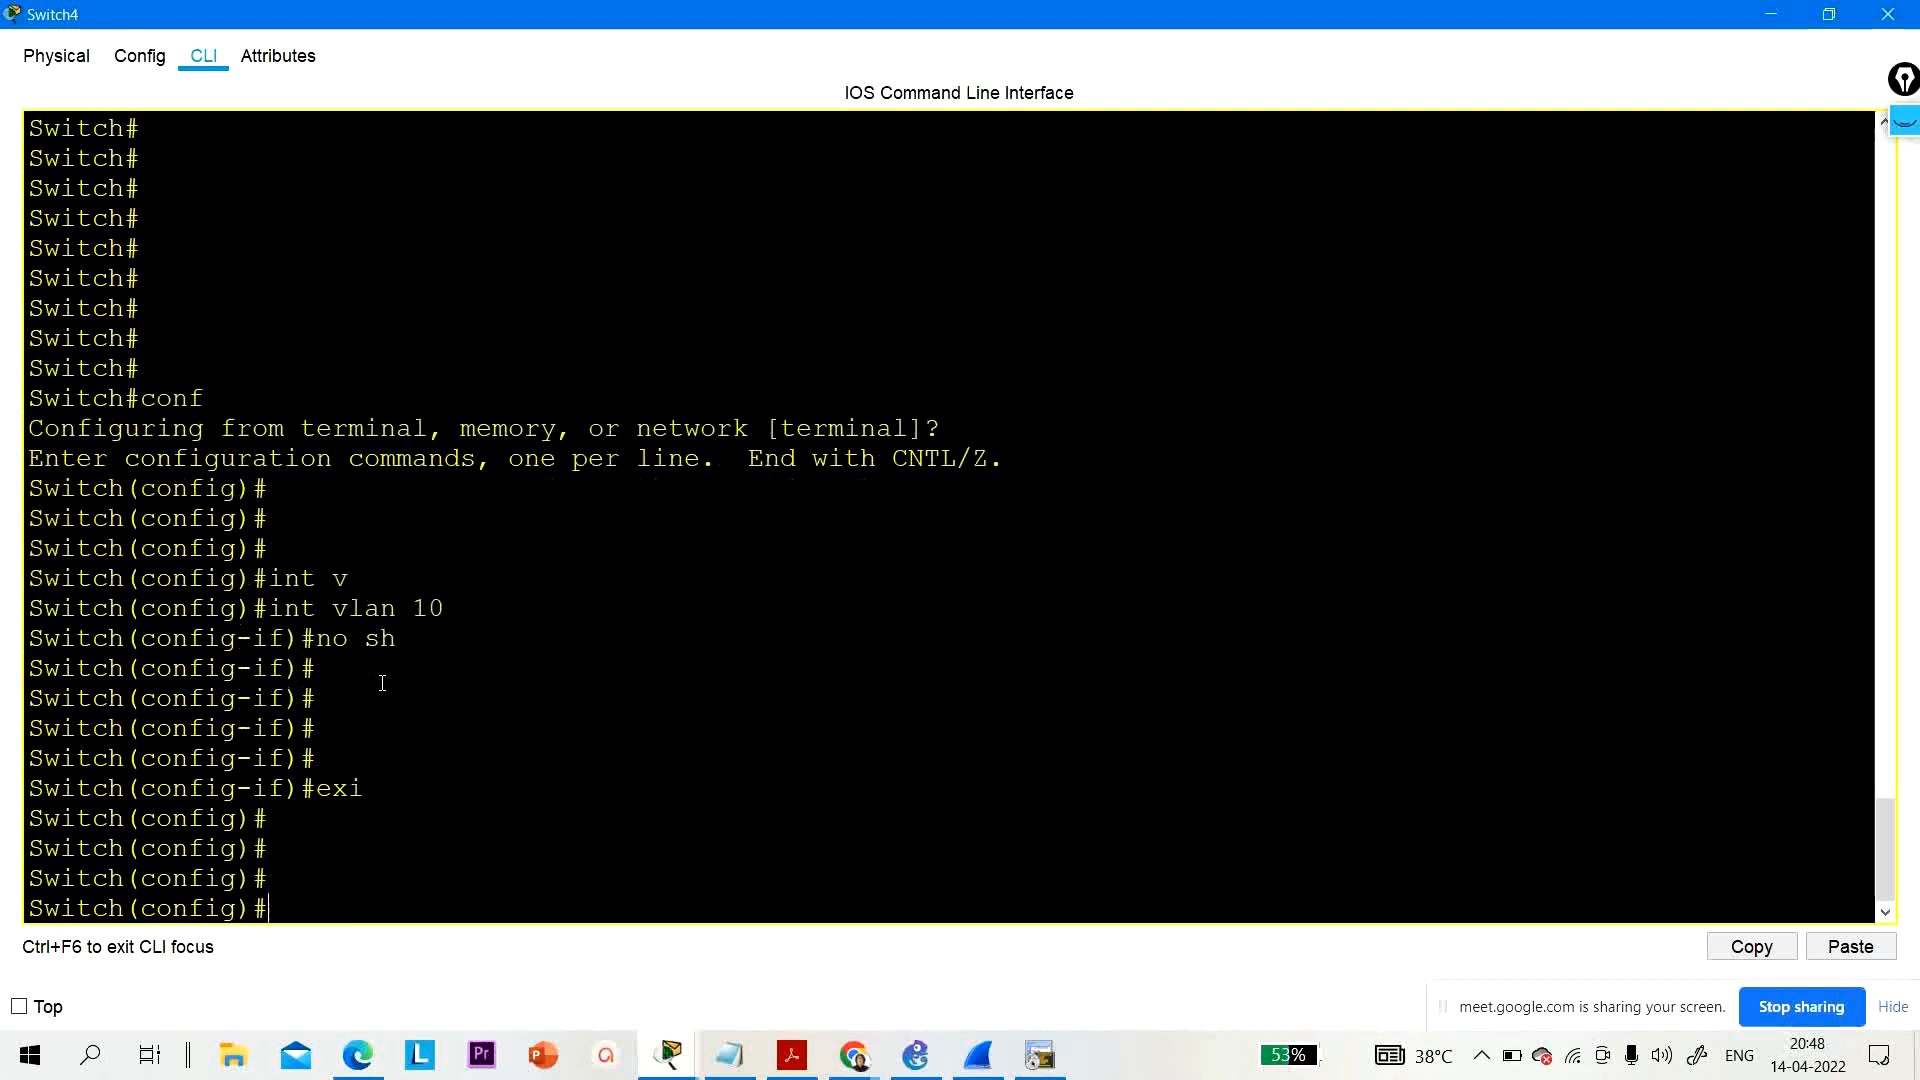 Switch4
Physical Config CLI Attributes
IOS Command Line Interface
Switch#
Switch#
Switch#
Switch#
Switch#
Switch#
Switch#
Switch#
Switch#
Switch#conf
Configuring from terminal, memory, or network [terminal]?
Enter configuration commands, one per line.  End with CNTL/Z.
Switch(config)#
Switch(config)#
Switch(config)#
Switch(config)#int v
Switch(config)#int vlan 10
Switch(config-if)#no sh
Switch(config-if)#
Switch(config-if)#
Switch(config-if)#
Switch(config-if)#
Switch(config-if)#exi
Switch(config)#
Switch(config)#
Switch(config)#
Switch(config)#
Ctrl+F6 to exit CLI focus
Copy Paste
Top
meet.google.com is sharing your screen. Stop sharing Hide
L Pr P a 53% 38°C ENG 20:48
14-04-2022